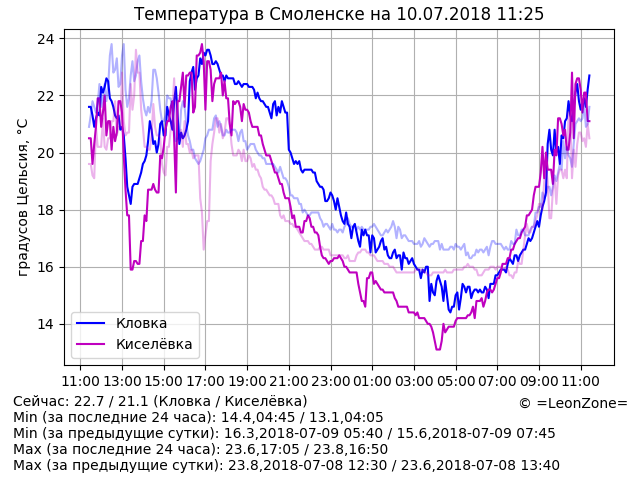 Температура в Смоленске на 10.07.2018 11:25
градусов Цельсия, °C
24
22
20
18
16
14
Кловка
Киселёвка
11:00 13:00 15:00 17:00 19:00 21:00 23:00 01:00 03:00 05:00 07:00 09:00 11:00
Сейчас: 22.7 / 21.1 (Кловка / Киселёвка)
© =LeonZone=
Min (за последние 24 часа): 14.4,04:45 / 13.1,04:05
Min (за предыдущие сутки): 16.3,2018-07-09 05:40 / 15.6,2018-07-09 07:45
Max (за последние 24 часа): 23.6,17:05 / 23.8,16:50
Max (за предыдущие сутки): 23.8,2018-07-08 12:30 / 23.6,2018-07-08 13:40